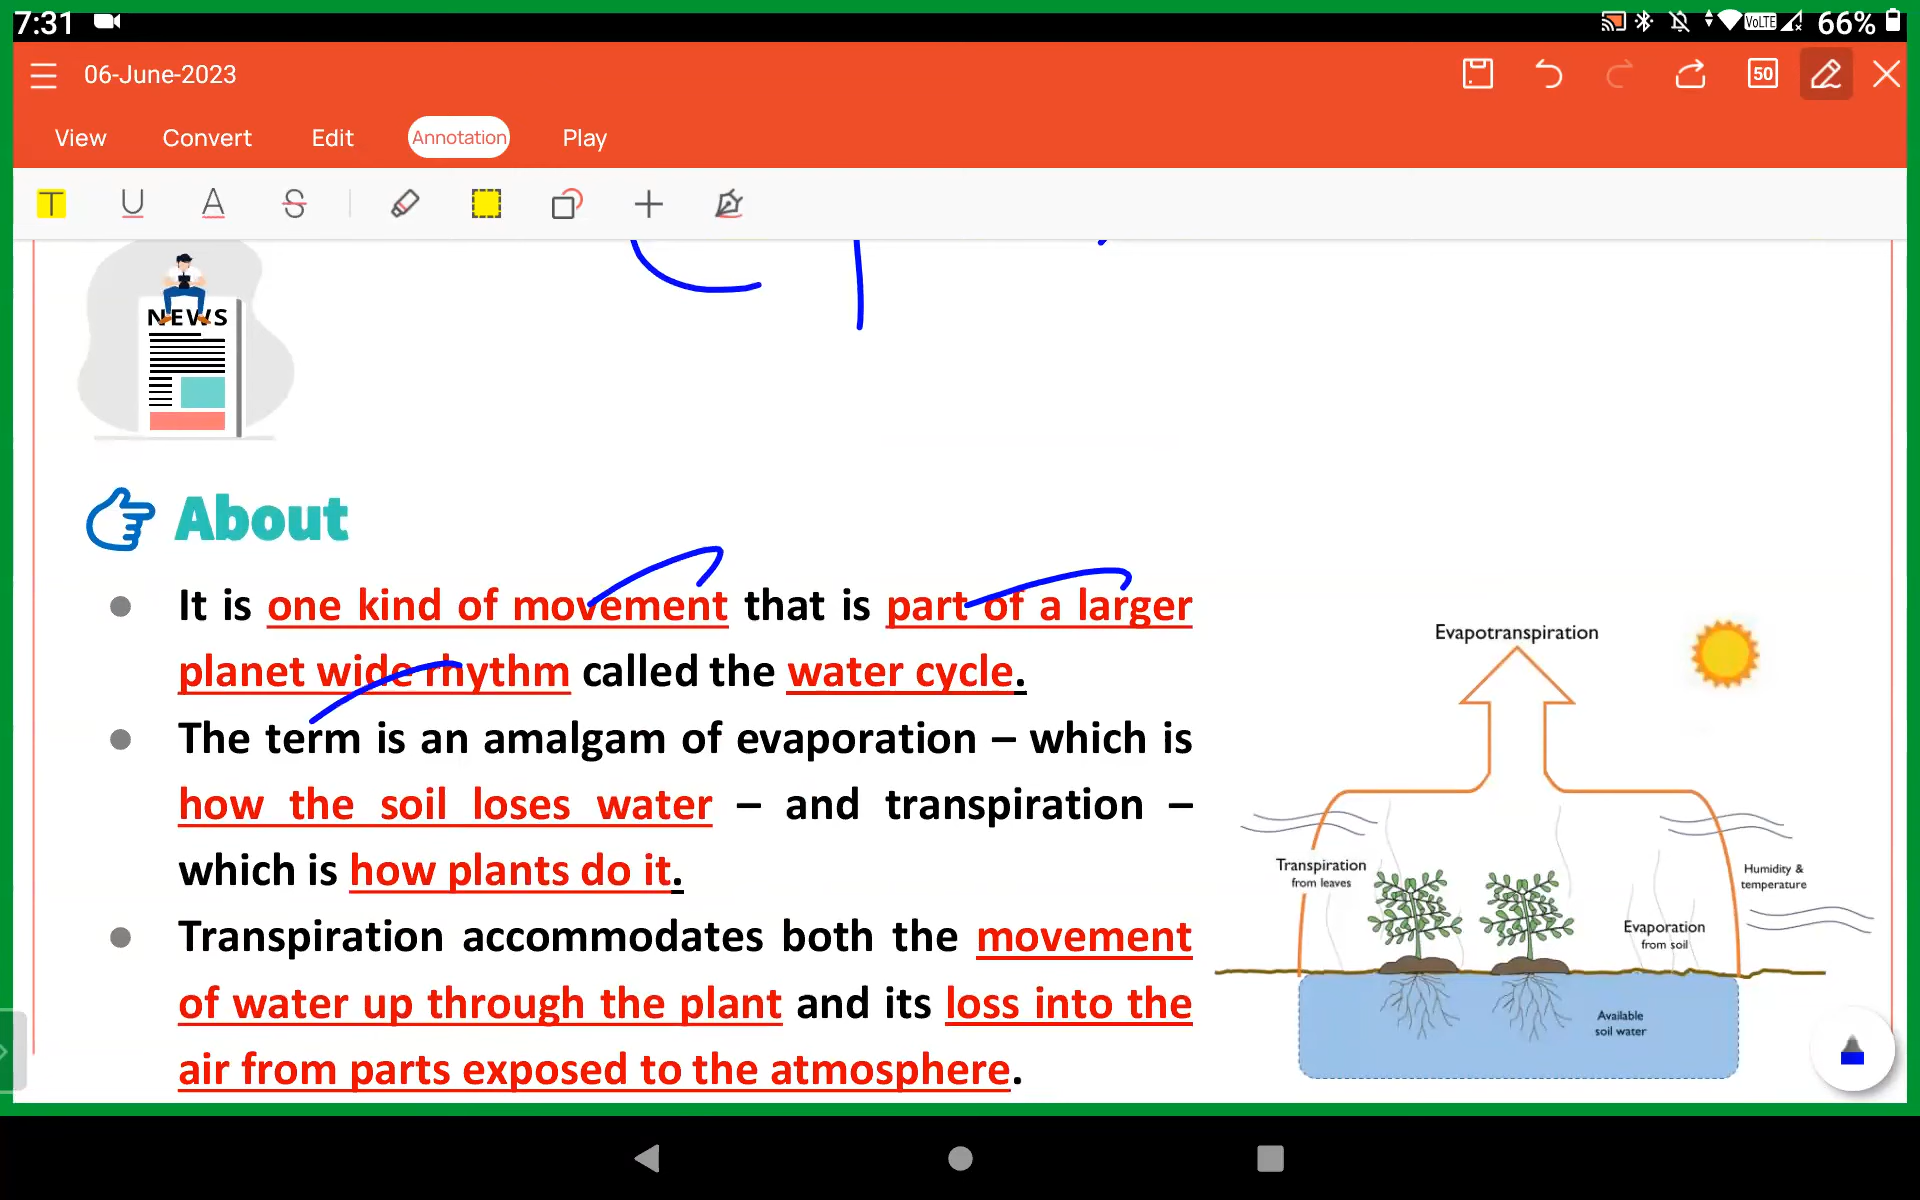 7:31
VoLTE
66%
06-June-2023
50
View Convert Edit Annotation Play
T U A S
NEWS
About
It is one kind of movement that is part of a larger
planet wide rhythm called the water cycle.
The term is an amalgam of evaporation – which is
how the soil loses water – and transpiration –
which is how plants do it.
Transpiration accommodates both the movement
of water up through the plant and its loss into the
air from parts exposed to the atmosphere.
Evapotranspiration
Transpiration
from leaves
Humidity &
temperature
Evaporation
from soil
Available
soil water